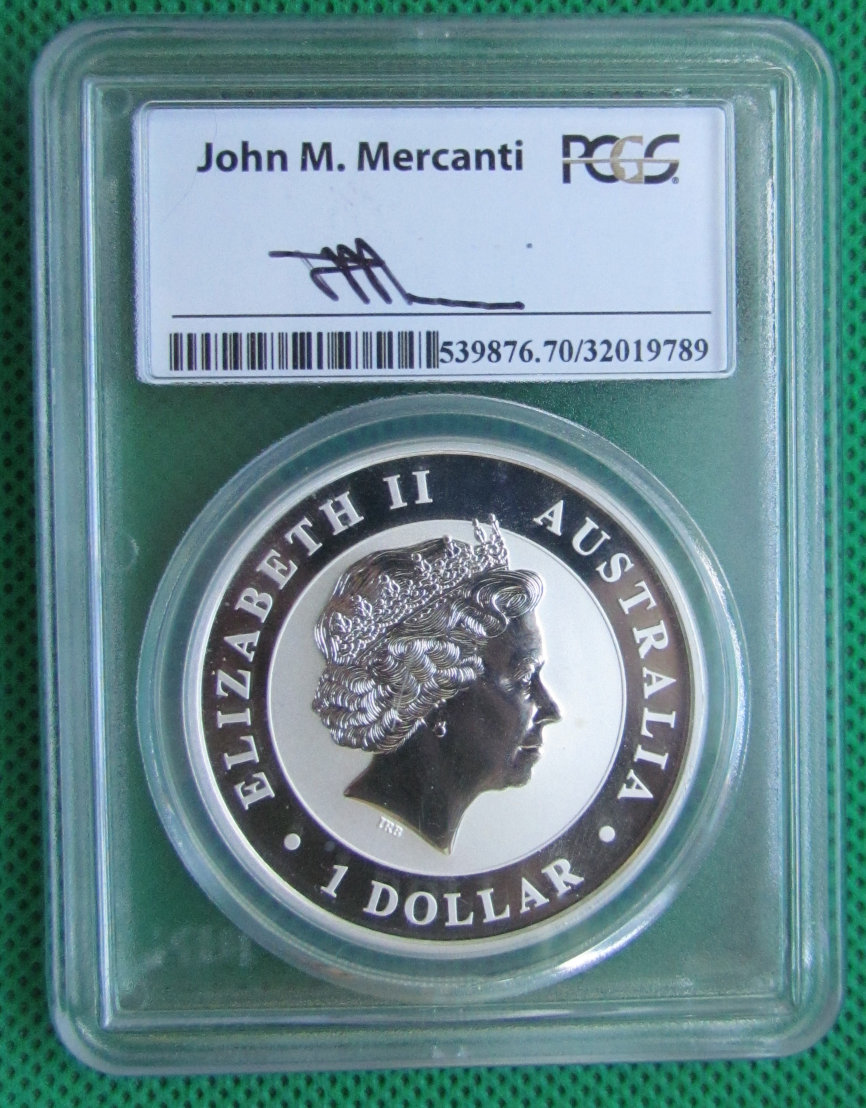 John M. Mercanti PCGS
539876.70/32019789
ELIZABETH II AUSTRALIA
1 DOLLAR
IRB